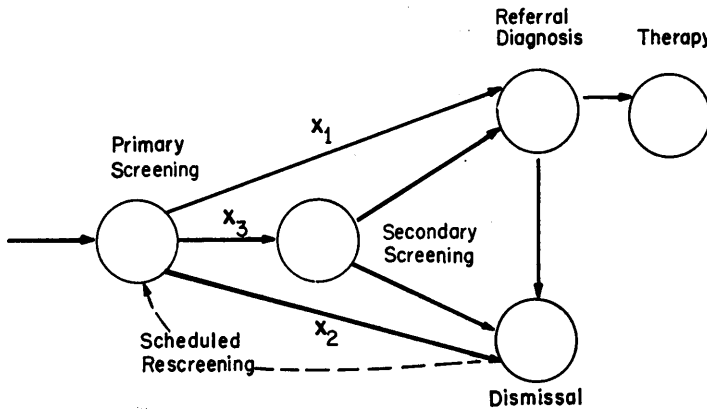 Referral
Diagnosis
Therapy
Primary
Screening
X1
X3
Secondary
Screening
X2
Scheduled
Rescreening
Dismissal